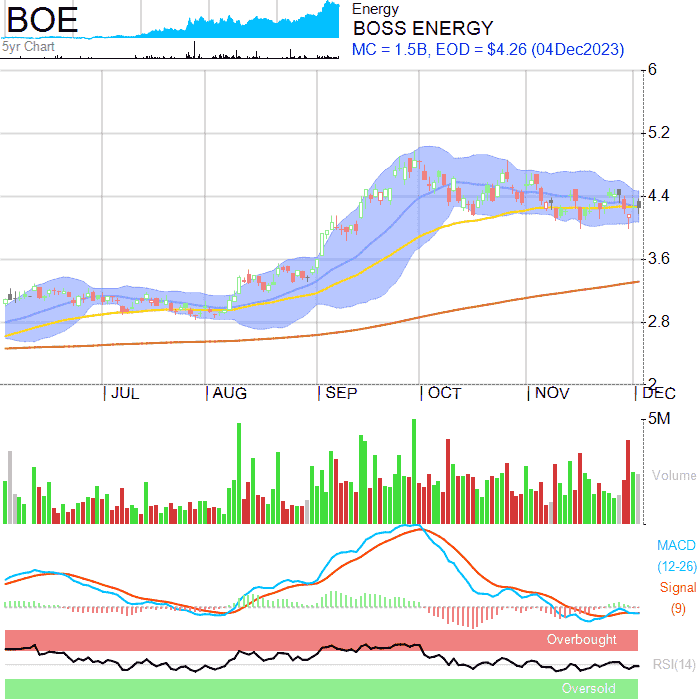 BOE
Energy
BOSS ENERGY
5yr Chart
MC = 1.5B, EOD = $4.26 (04Dec2023)
6
5.2
4.4
3.6
2.8
2
JUL
AUG
SEP
OCT
NOV
DEC
5M
Volume
MACD
(12-26)
Signal
(9)
Overbought
RSI(14)
Oversold